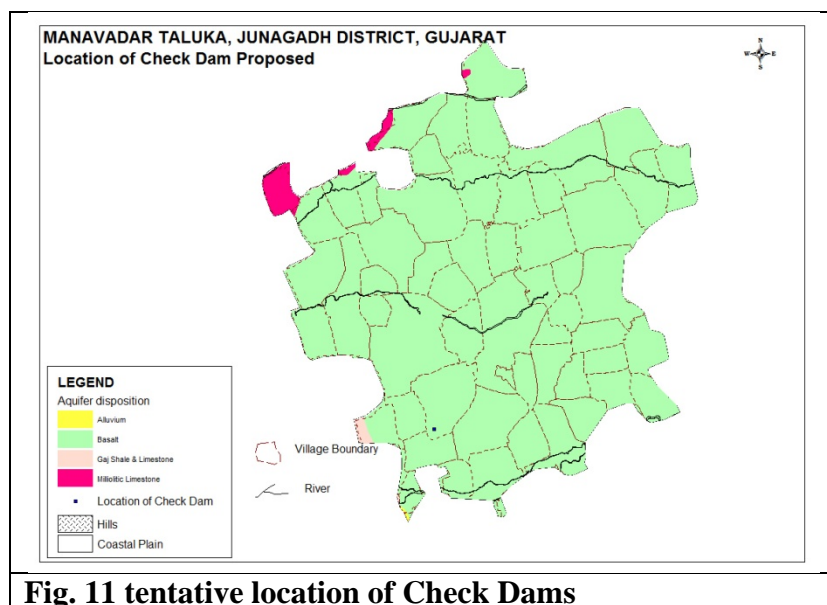 MANAVADAR TALUKA, JUNAGADH DISTRICT, GUJARAT
Location of Check Dam Proposed
N
W E
S
LEGEND
Aquifer disposition
Alluvium
Basalt
Gaj Shale & Limestone
Milliolitic Limestone
Location of Check Dam
Hills
Coastal Plain
Village Boundary
River
Fig. 11 tentative location of Check Dams